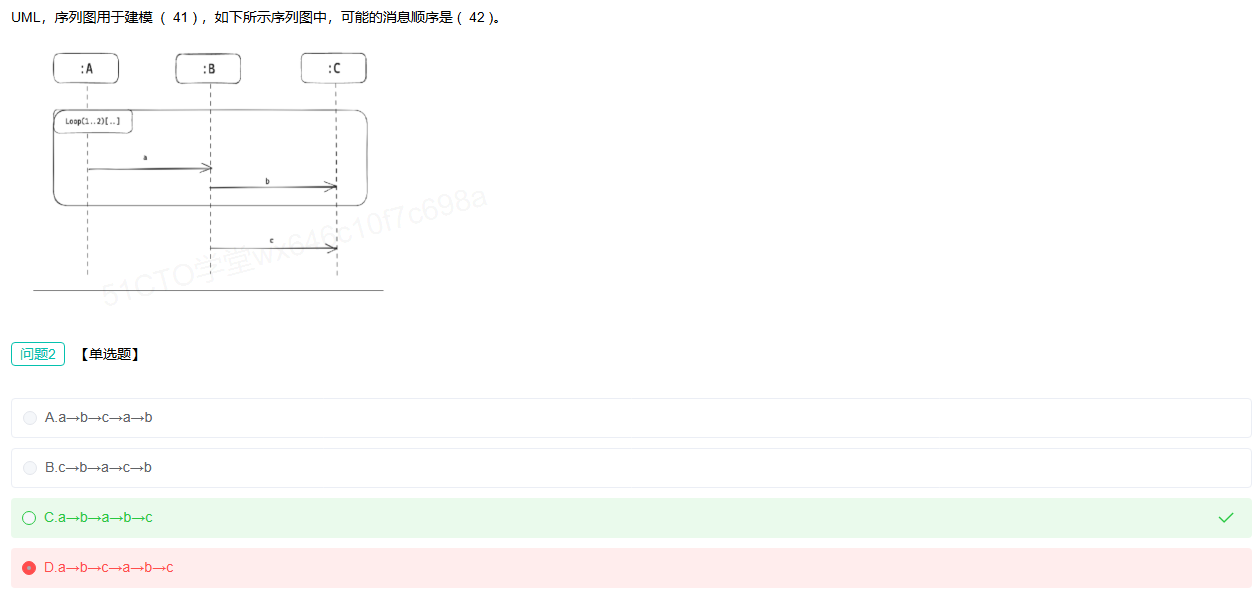 UML，序列图用于建模（ 41 ），如下所示序列图中，可能的消息顺序是 ( 42 )。
:A
:B
:C
Loop(1..2)[..]
a
b
c
51CTO学堂wx646c10f7c698a
问题2 【单选题】
A.a→b→c→a→b
B.c→b→a→c→b
C.a→b→a→b→c
D.a→b→c→a→b→c